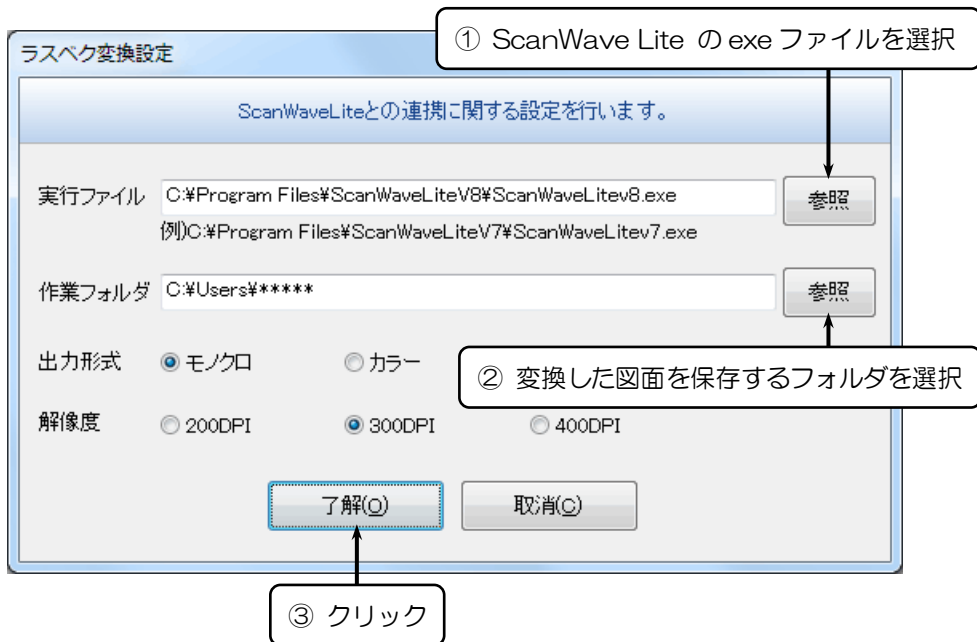 ① ScanWave Lite のexeファイルを選択
ラスベク変換設定
ScanWaveLiteとの連携に関する設定を行います。
実行ファイル C:¥Program Files¥ScanWaveLiteV8¥ScanWaveLitev8.exe 参照
例)C:¥Program Files¥ScanWaveLiteV7¥ScanWaveLitev7.exe
作業フォルダ C:¥Users¥***** 参照
出力形式 モノクロ カラー
② 変換した図面を保存するフォルダを選択
解像度 200DPI 300DPI 400DPI
了解(O) 取消(C)
③ クリック